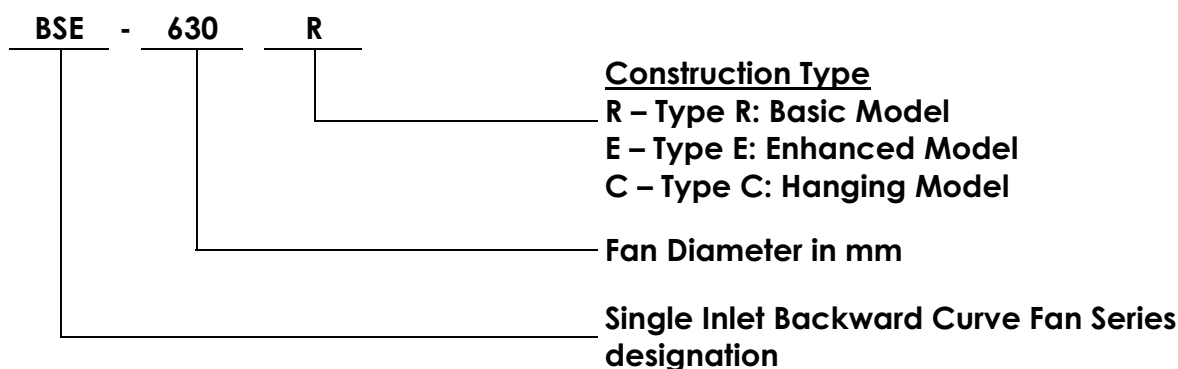 BSE - 630 R
Construction Type
R – Type R: Basic Model
E – Type E: Enhanced Model
C – Type C: Hanging Model
Fan Diameter in mm
Single Inlet Backward Curve Fan Series
designation